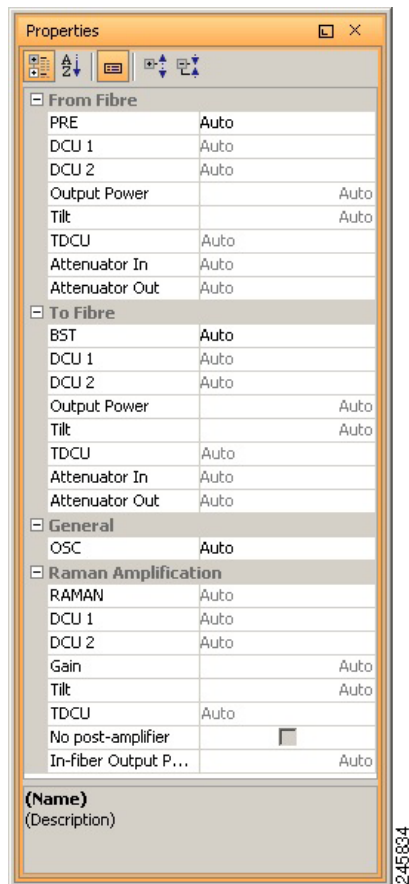 Properties
From Fibre
PRE Auto
DCU 1 Auto
DCU 2 Auto
Output Power Auto
Tilt Auto
TDCU Auto
Attenuator In Auto
Attenuator Out Auto
To Fibre
BST Auto
DCU 1 Auto
DCU 2 Auto
Output Power Auto
Tilt Auto
TDCU Auto
Attenuator In Auto
Attenuator Out Auto
General
OSC Auto
Raman Amplification
RAMAN Auto
DCU 1 Auto
DCU 2 Auto
Gain Auto
Tilt Auto
TDCU Auto
No post-amplifier
In-fiber Output P... Auto
(Name)
(Description)
245834